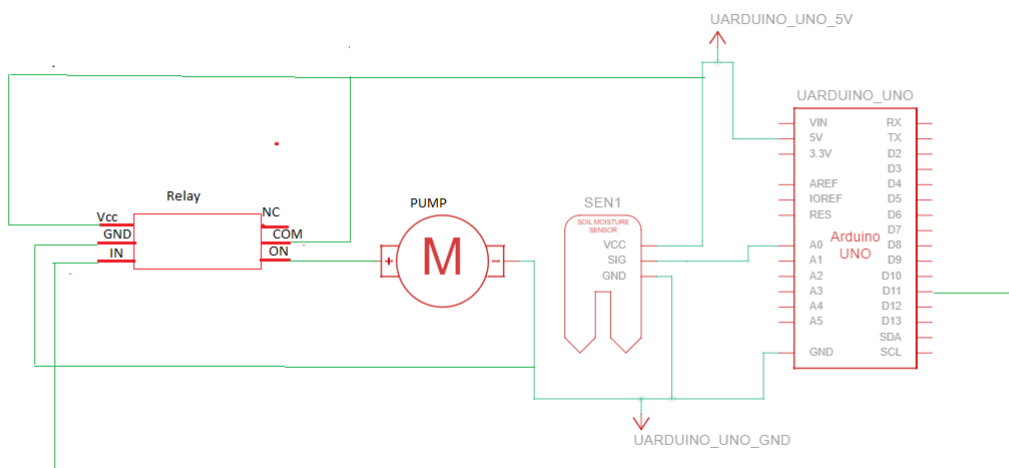 UARDUINO_UNO_5V
UARDUINO_UNO
VIN RX
5V TX
3.3V D2
D3
AREF D4
IOREF D5
RES D6
D7
A0 D8
A1 D9
A2 D10
A3 D11
A4 D12
A5 D13
SDA
GND SCL
Arduino
UNO
Relay
Vcc NC
GND COM
IN ON
PUMP
+ M -
SEN1
SOIL MOISTURE
SENSOR
VCC
SIG
GND
UARDUINO_UNO_GND